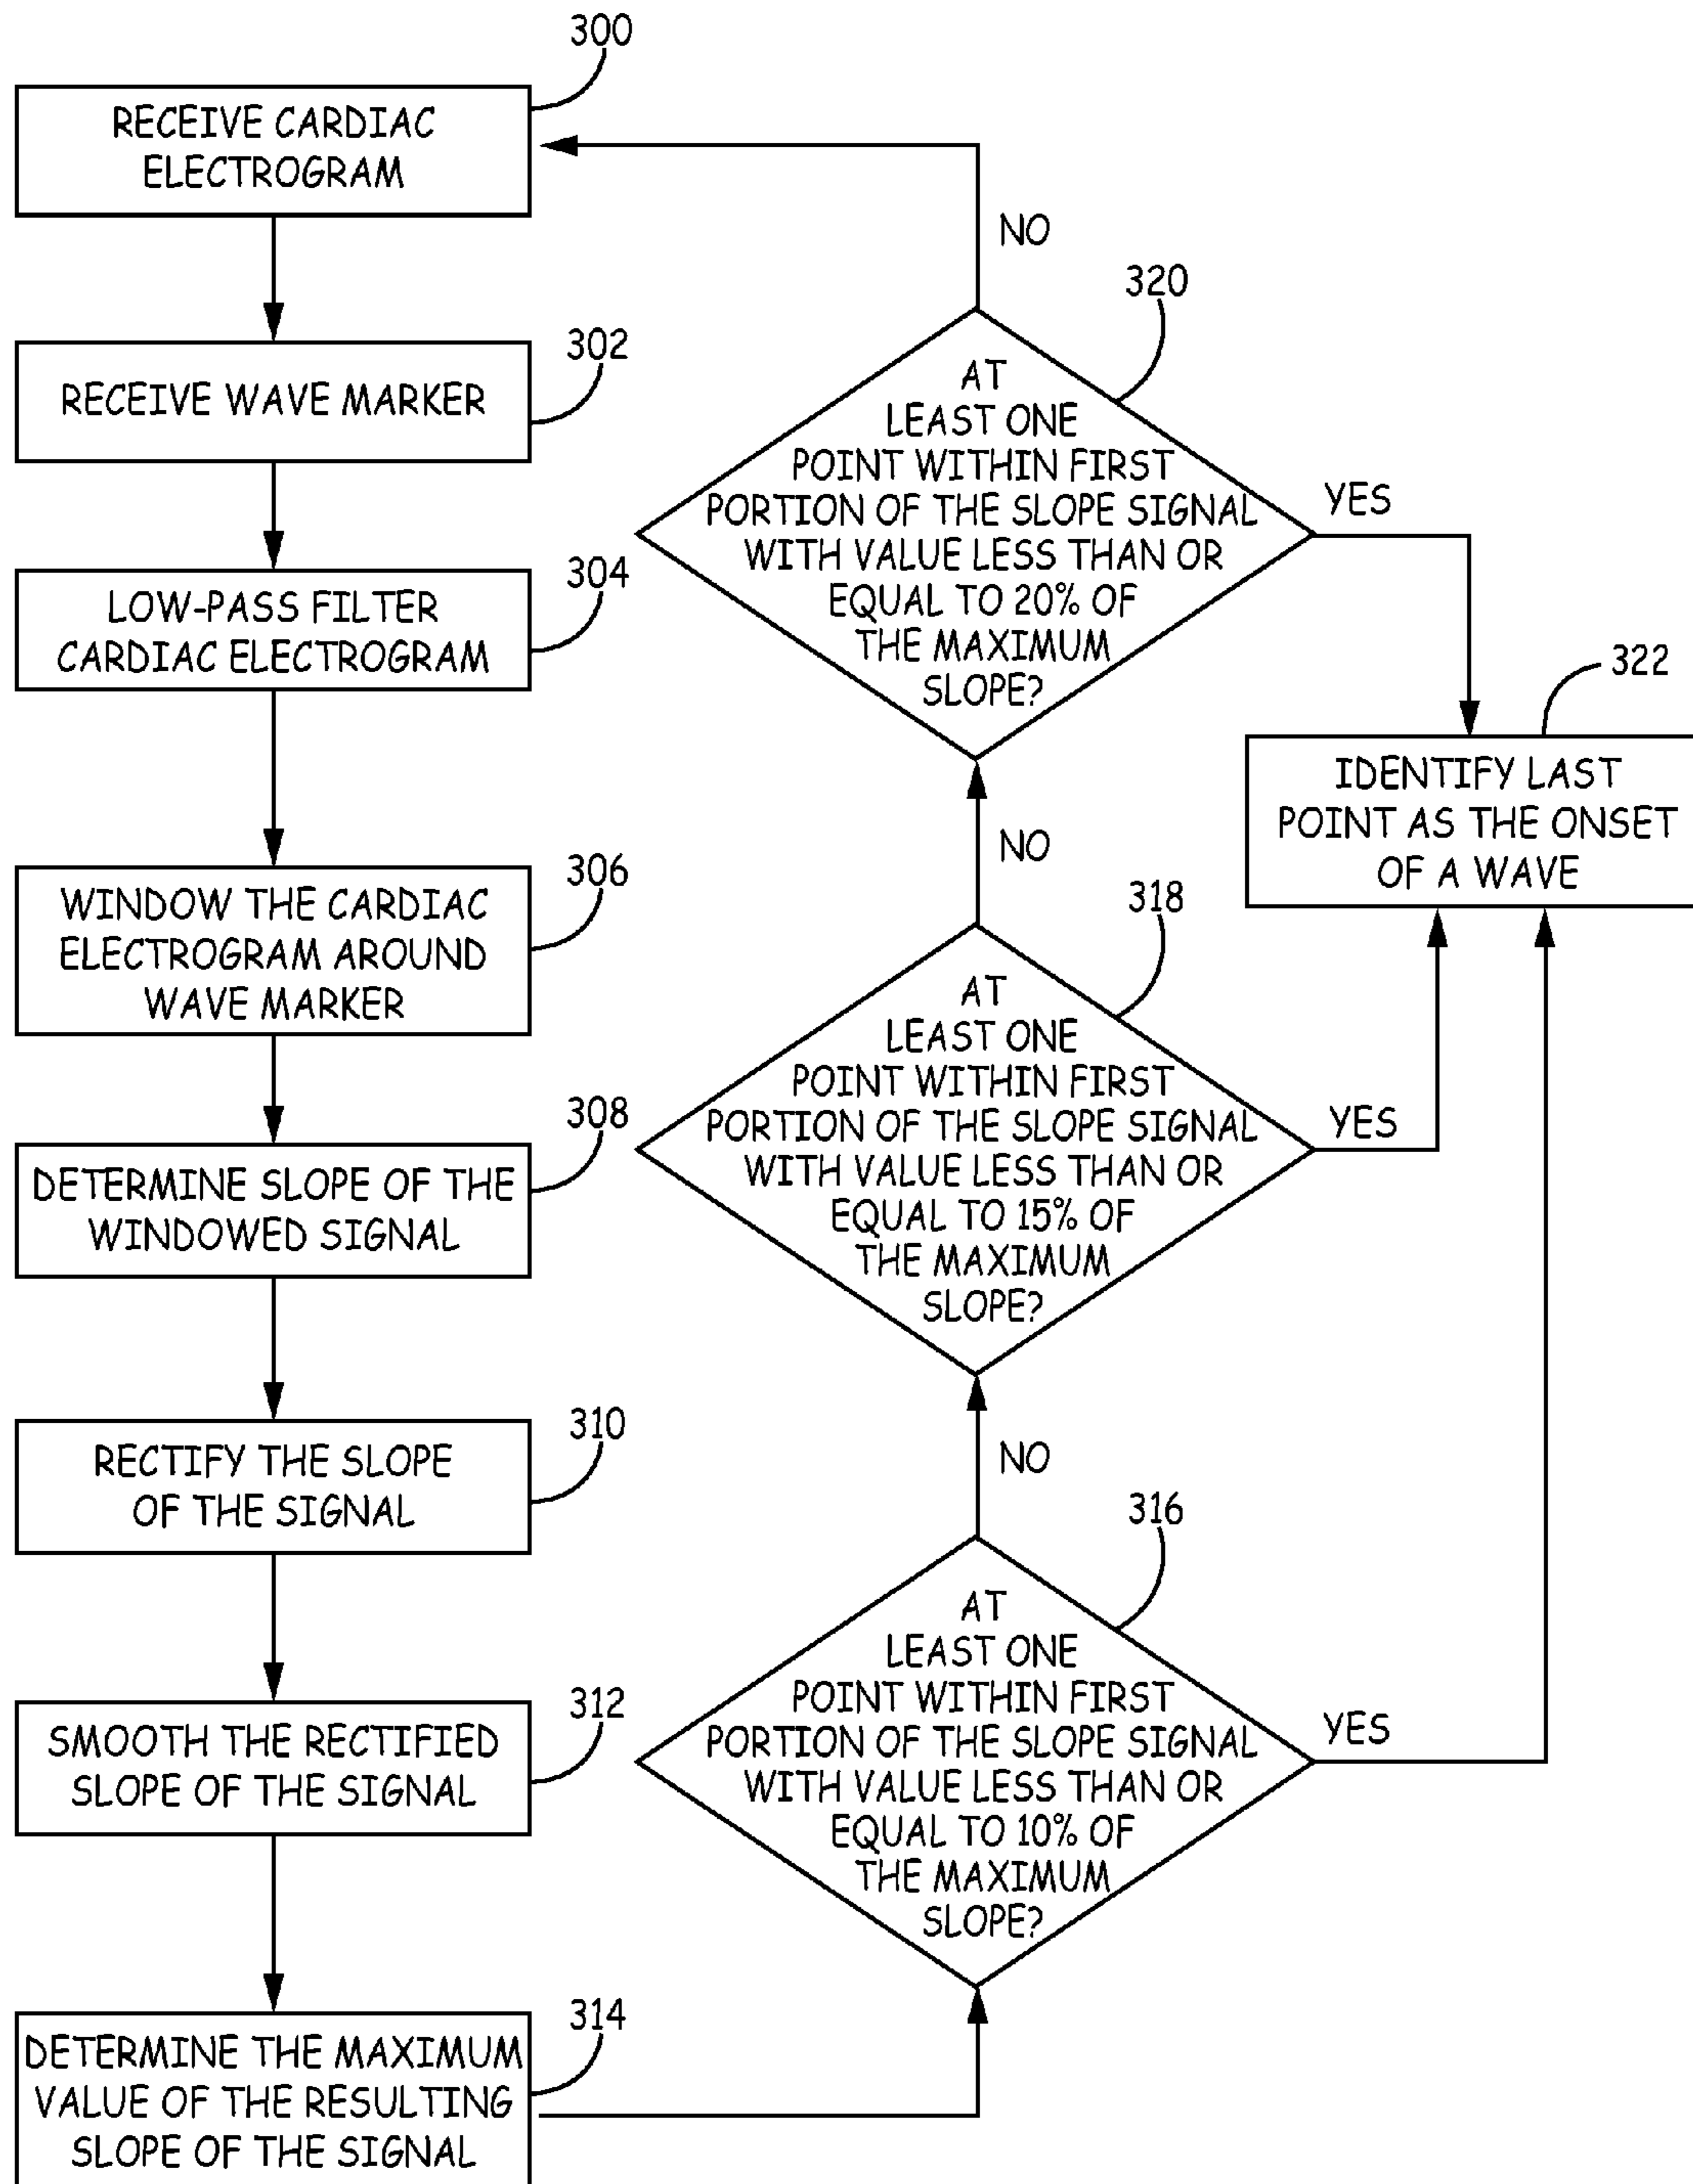 300
RECEIVE CARDIAC
ELECTROGRAM
302
RECEIVE WAVE MARKER
304
LOW-PASS FILTER
CARDIAC ELECTROGRAM
306
WINDOW THE CARDIAC
ELECTROGRAM AROUND
WAVE MARKER
308
DETERMINE SLOPE OF THE
WINDOWED SIGNAL
310
RECTIFY THE SLOPE
OF THE SIGNAL
312
SMOOTH THE RECTIFIED
SLOPE OF THE SIGNAL
314
DETERMINE THE MAXIMUM
VALUE OF THE RESULTING
SLOPE OF THE SIGNAL
316
AT
LEAST ONE
POINT WITHIN FIRST
PORTION OF THE SLOPE SIGNAL
WITH VALUE LESS THAN OR
EQUAL TO 10% OF
THE MAXIMUM
SLOPE?
YES
NO
318
AT
LEAST ONE
POINT WITHIN FIRST
PORTION OF THE SLOPE SIGNAL
WITH VALUE LESS THAN OR
EQUAL TO 15% OF
THE MAXIMUM
SLOPE?
YES
NO
320
AT
LEAST ONE
POINT WITHIN FIRST
PORTION OF THE SLOPE SIGNAL
WITH VALUE LESS THAN OR
EQUAL TO 20% OF
THE MAXIMUM
SLOPE?
YES
NO
322
IDENTIFY LAST
POINT AS THE ONSET
OF A WAVE